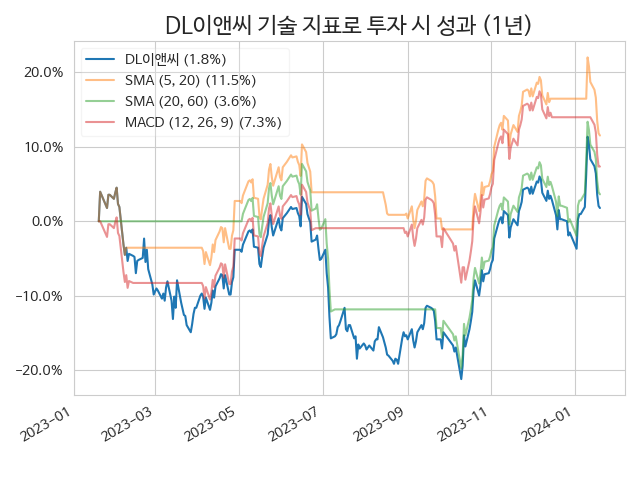 DL이앤씨 기술 지표로 투자 시 성과 (1년)
DL이앤씨 (1.8%)
SMA (5, 20) (11.5%)
SMA (20, 60) (3.6%)
MACD (12, 26, 9) (7.3%)
20.0%
10.0%
0.0%
−10.0%
−20.0%
2023-01
2023-03
2023-05
2023-07
2023-09
2023-11
2024-01